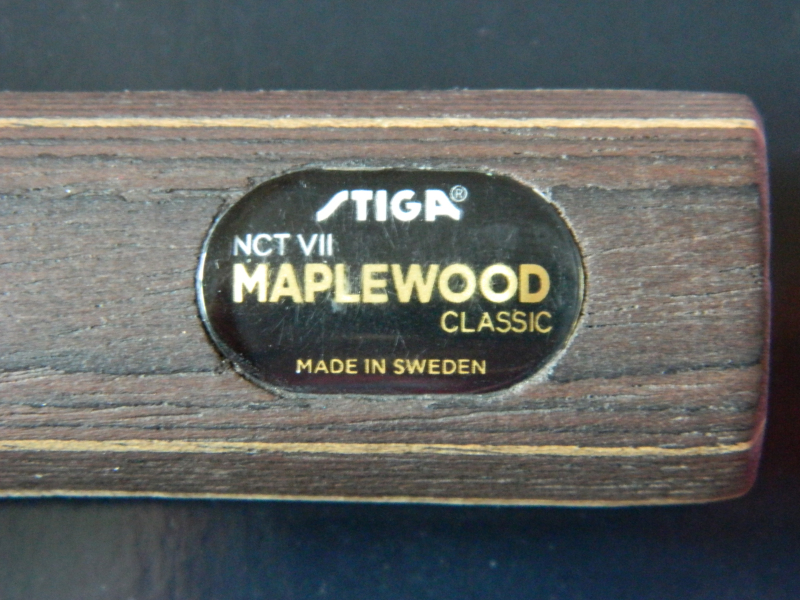 STIGA®
NCT VII
MAPLEWOOD
CLASSIC
MADE IN SWEDEN